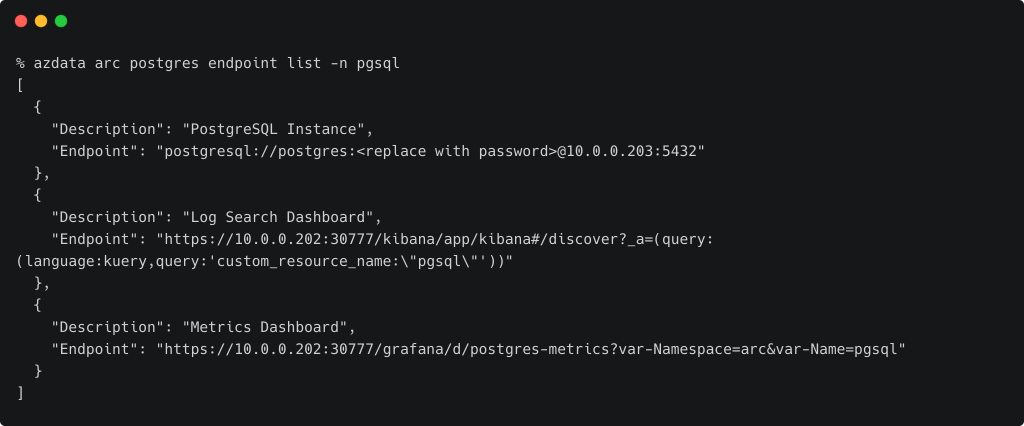 % azdata arc postgres endpoint list -n pgsql
[
  {
    "Description": "PostgreSQL Instance",
    "Endpoint": "postgresql://postgres:<replace with password>@10.0.0.203:5432"
  },
  {
    "Description": "Log Search Dashboard",
    "Endpoint": "https://10.0.0.202:30777/kibana/app/kibana#/discover?_a=(query:
(language:kuery,query:'custom_resource_name:\"pgsql\"'))"
  },
  {
    "Description": "Metrics Dashboard",
    "Endpoint": "https://10.0.0.202:30777/grafana/d/postgres-metrics?var-Namespace=arc&var-Name=pgsql"
  }
]